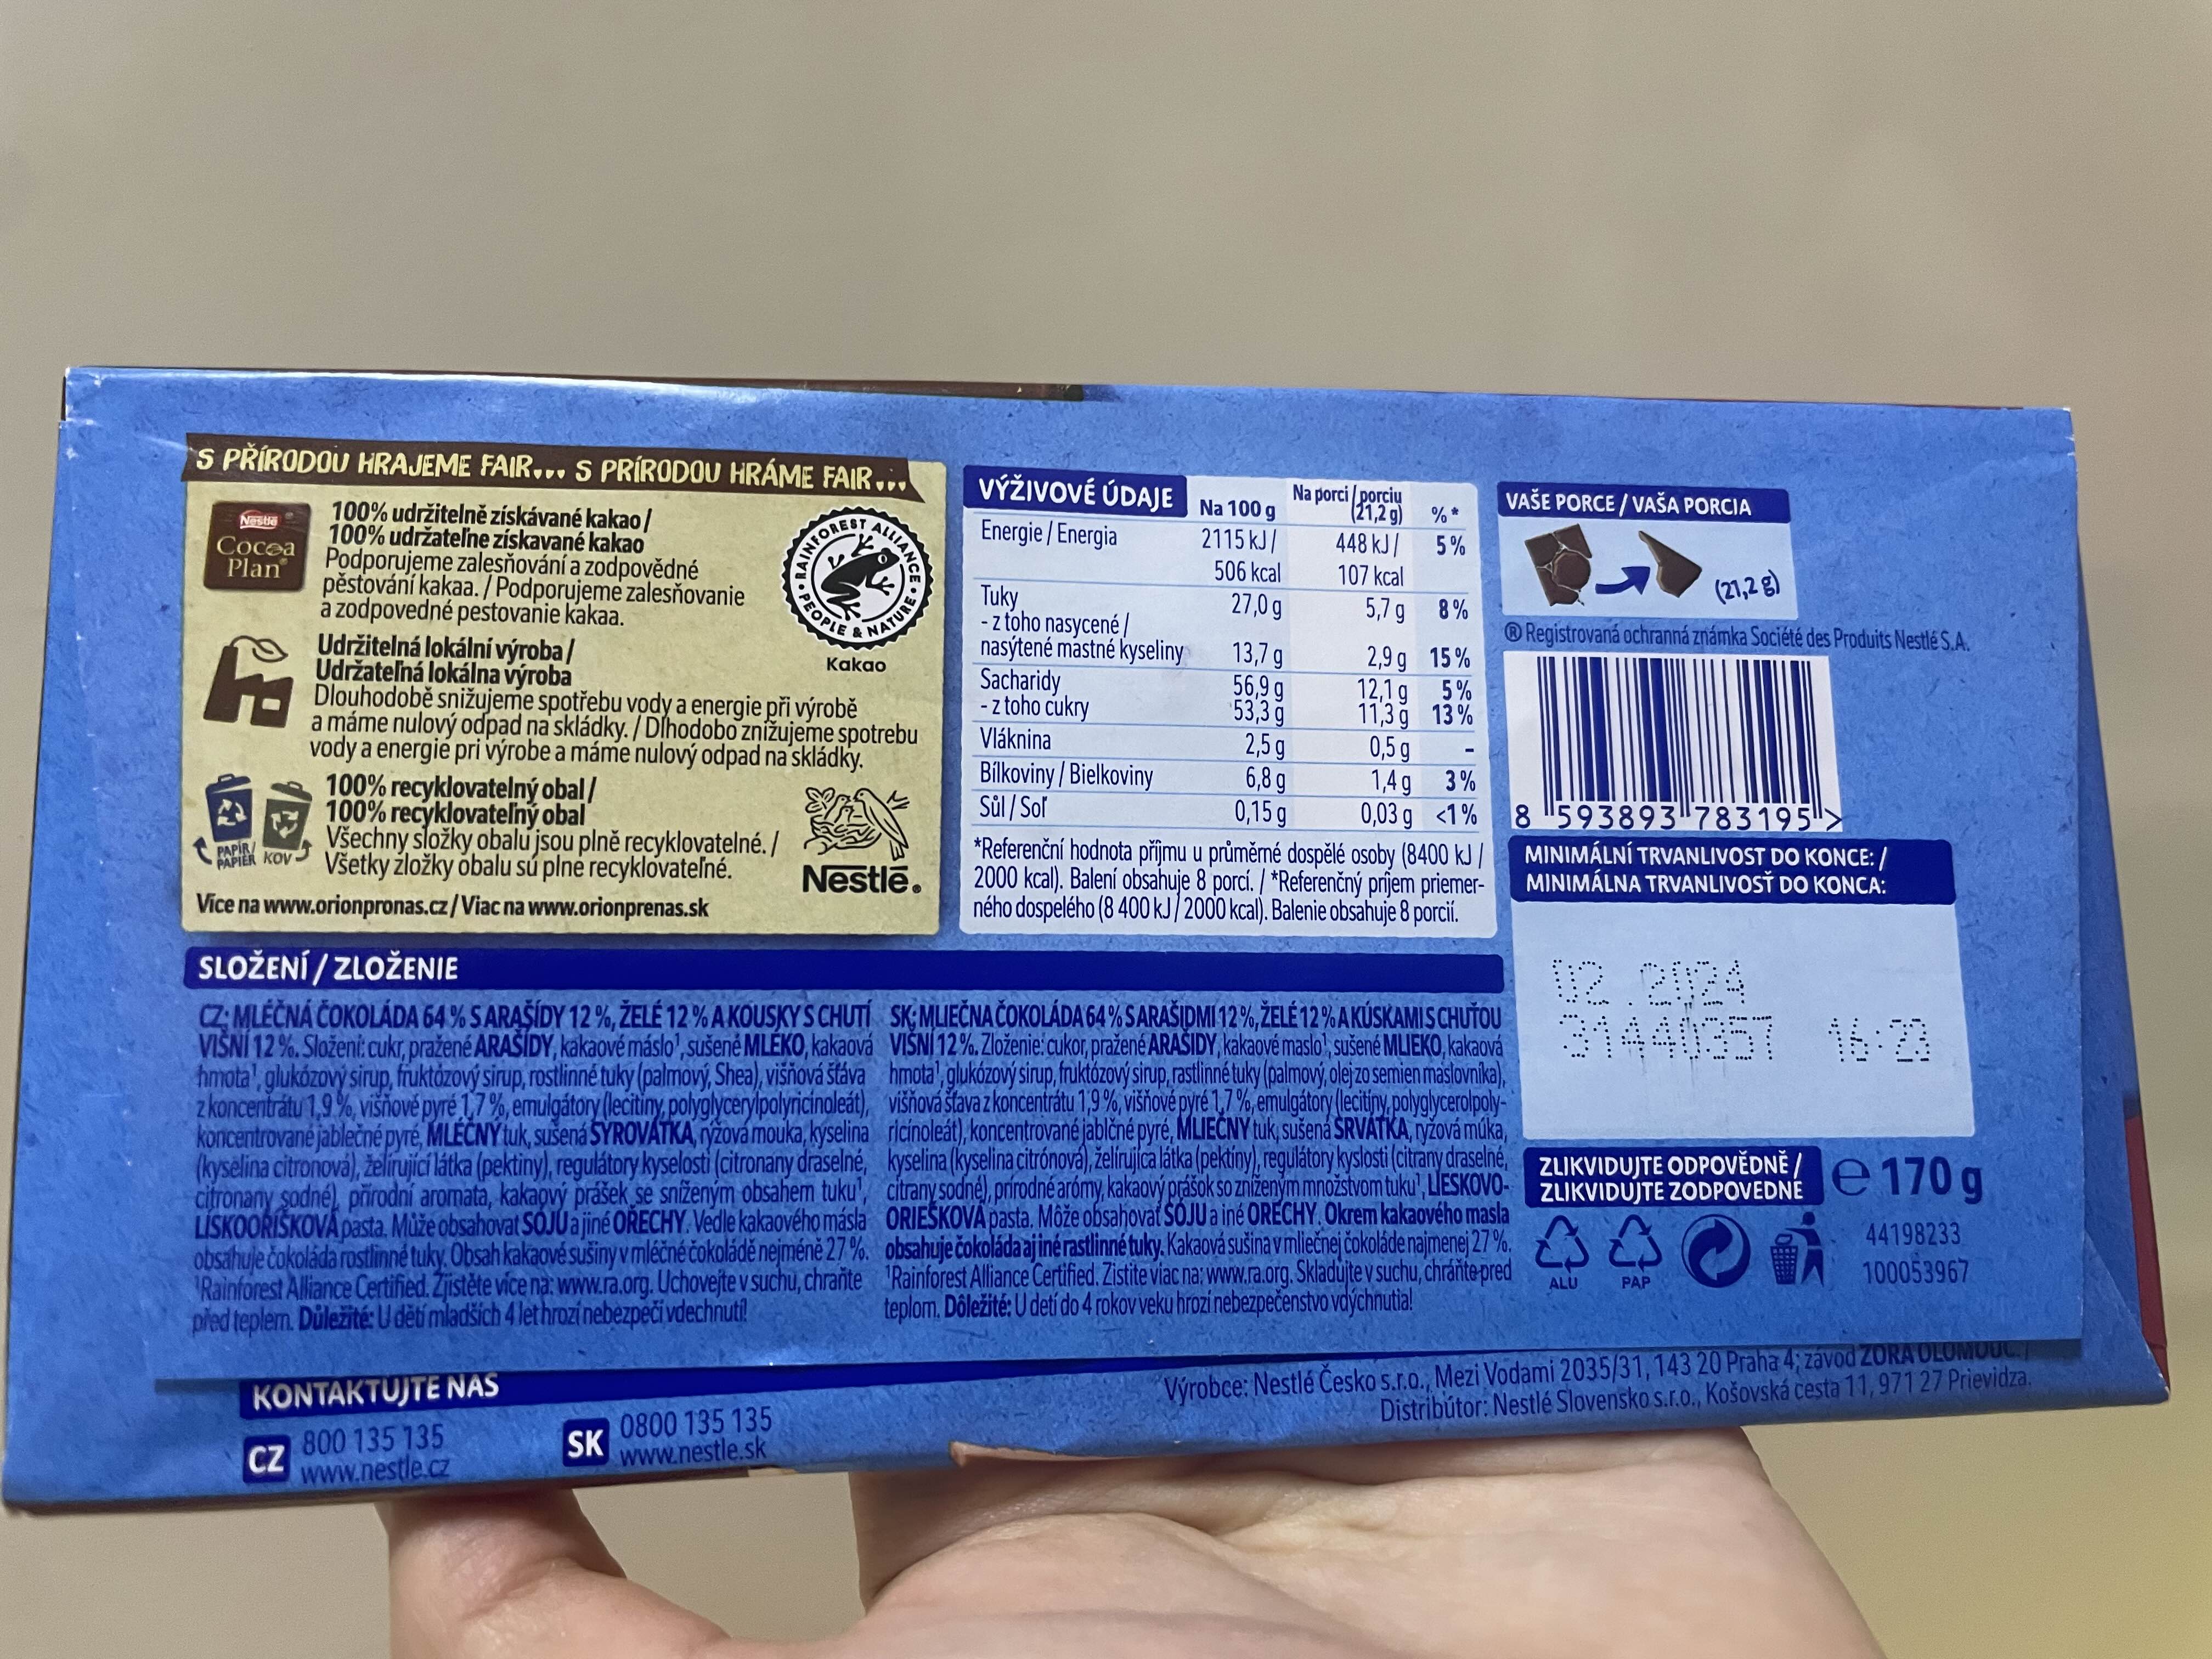 S PŘÍRODOU HRAJEME FAIR... S PRÍRODOU HRÁME FAIR...
Nestlé
Cocoa
Plan®
100% udržitelně získávané kakao /
100% udržateľne získavané kakao
Podporujeme zalesňování a zodpovědné
pěstování kakaa. / Podporujeme zalesňovanie
a zodpovedné pestovanie kakaa.
RAINFOREST ALLIANCE
PEOPLE & NATURE
Kakao
Udržitelná lokální výroba /
Udržateľná lokálna výroba
Dlouhodobě snižujeme spotřebu vody a energie při výrobě
a máme nulový odpad na skládky. / Dlhodobo znižujeme spotrebu
vody a energie pri výrobe a máme nulový odpad na skládky.
PAPÍR/
PAPIER KOV
100% recyklovatelný obal /
100% recyklovateľný obal
Všechny složky obalu jsou plně recyklovatelné. /
Všetky zložky obalu sú plne recyklovateľné.
Nestlé®
Více na www.orionpronas.cz / Viac na www.orionprenas.sk
VÝŽIVOVÉ ÚDAJE Na 100 g Na porci / porciu (21,2 g) %*
Energie / Energia 2115 kJ / 448 kJ / 5 %
506 kcal 107 kcal
Tuky 27,0 g 5,7 g 8 %
- z toho nasycené /
nasýtené mastné kyseliny 13,7 g 2,9 g 15 %
Sacharidy 56,9 g 12,1 g 5 %
- z toho cukry 53,3 g 11,3 g 13 %
Vláknina 2,5 g 0,5 g -
Bílkoviny / Bielkoviny 6,8 g 1,4 g 3 %
Sůl / Soľ 0,15 g 0,03 g <1 %
*Referenční hodnota příjmu u průměrné dospělé osoby (8400 kJ /
2000 kcal). Balení obsahuje 8 porcí. / *Referenčný príjem priemer-
ného dospelého (8 400 kJ / 2000 kcal). Balenie obsahuje 8 porcií.
VAŠE PORCE / VAŠA PORCIA
(21,2 g)
® Registrovaná ochranná známka Société des Produits Nestlé S.A.
8 593893 783195 >
MINIMÁLNÍ TRVANLIVOST DO KONCE: /
MINIMÁLNA TRVANLIVOSŤ DO KONCA:
02.2024
31440357 16:23
ZLIKVIDUJTE ODPOVĚDNĚ /
ZLIKVIDUJTE ZODPOVEDNE
e 170 g
ALU PAP
44198233
100053967
SLOŽENÍ / ZLOŽENIE
CZ: MLÉČNÁ ČOKOLÁDA 64 % S ARAŠÍDY 12 %, ŽELÉ 12 % A KOUSKY S CHUTÍ
VIŠNÍ 12 %. Složení: cukr, pražené ARAŠÍDY, kakaové máslo¹, sušené MLÉKO, kakaová
hmota¹, glukózový sirup, fruktózový sirup, rostlinné tuky (palmový, Shea), višňová šťáva
z koncentrátu 1,9 %, višňové pyré 1,7 %, emulgátory (lecitiny, polyglycerylpolyricinoleát),
koncentrované jablečné pyré, MLÉČNÝ tuk, sušená SYROVÁTKA, rýžová mouka, kyselina
(kyselina citronová), želírující látka (pektiny), regulátory kyselosti (citronany draselné,
citronany sodné), přírodní aromata, kakaový prášek se sníženým obsahem tuku¹,
LÍSKOOŘÍŠKOVÁ pasta. Může obsahovat SÓJU a jiné OŘECHY. Vedle kakaového másla
obsahuje čokoláda rostlinné tuky. Obsah kakaové sušiny v mléčné čokoládě nejméně 27 %.
¹Rainforest Alliance Certified. Zjistěte více na: www.ra.org. Uchovejte v suchu, chraňte
před teplem. Důležité: U dětí mladších 4 let hrozí nebezpečí vdechnutí!
SK: MLIEČNA ČOKOLÁDA 64 % S ARAŠIDMI 12 %, ŽELÉ 12 % A KÚSKAMI S CHUŤOU
VIŠNÍ 12 %. Zloženie: cukor, pražené ARAŠIDY, kakaové maslo¹, sušené MLIEKO, kakaová
hmota¹, glukózový sirup, fruktózový sirup, rastlinné tuky (palmový, olej zo semien maslovníka),
višňová šťava z koncentrátu 1,9 %, višňové pyré 1,7 %, emulgátory (lecitíny, polyglycerolpoly-
ricínoleát), koncentrované jablčné pyré, MLIEČNY tuk, sušená SRVÁTKA, ryžová múka,
kyselina (kyselina citrónová), želírujíca látka (pektíny), regulátory kyslosti (citrany draselné,
citrany sodné), prírodné arómy, kakaový prášok so zníženým množstvom tuku¹, LIESKOVO-
ORIEŠKOVÁ pasta. Môže obsahovať SÓJU a iné ORECHY. Okrem kakaového masla
obsahuje čokoláda aj iné rastlinné tuky. Kakaová sušina v mliečnej čokoláde najmenej 27 %.
¹Rainforest Alliance Certified. Zistite viac na: www.ra.org. Skladujte v suchu, chráňte pred
teplom. Dôležité: U detí do 4 rokov veku hrozí nebezpečenstvo vdýchnutia!
KONTAKTUJTE NÁS
CZ 800 135 135
www.nestle.cz
SK 0800 135 135
www.nestle.sk
Výrobce: Nestlé Česko s.r.o., Mezi Vodami 2035/31, 143 20 Praha 4; závod ZORA OLOMOUC. /
Distribútor: Nestlé Slovensko s.r.o., Košovská cesta 11, 971 27 Prievidza.